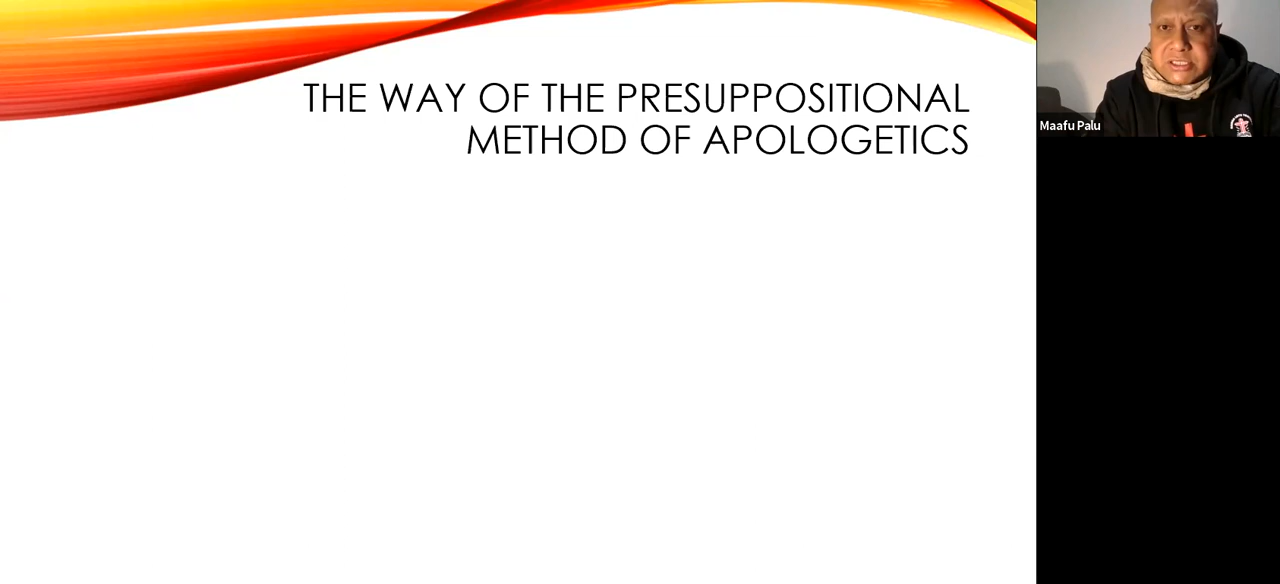 THE WAY OF THE PRESUPPOSITIONAL
METHOD OF APOLOGETICS
Maafu Palu